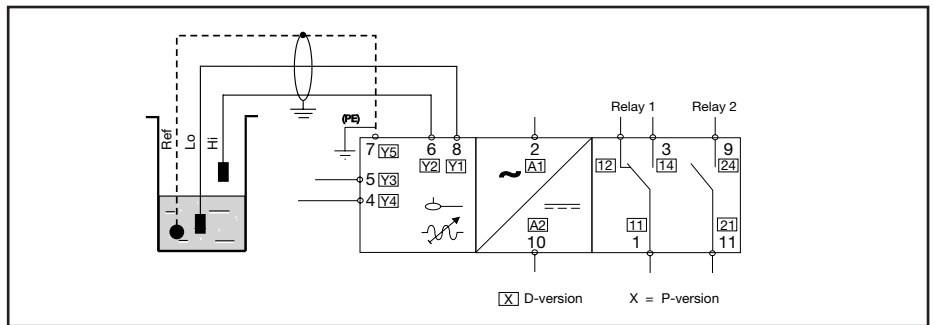 Relay 1 Relay 2
(PE)
Ref
Lo
Hi
7 Y5 6 8 2 3 9
Y2 Y1 A1 12 14 24
5 Y3
4 Y4
A2 11 21
10 1 11
X D-version X = P-version